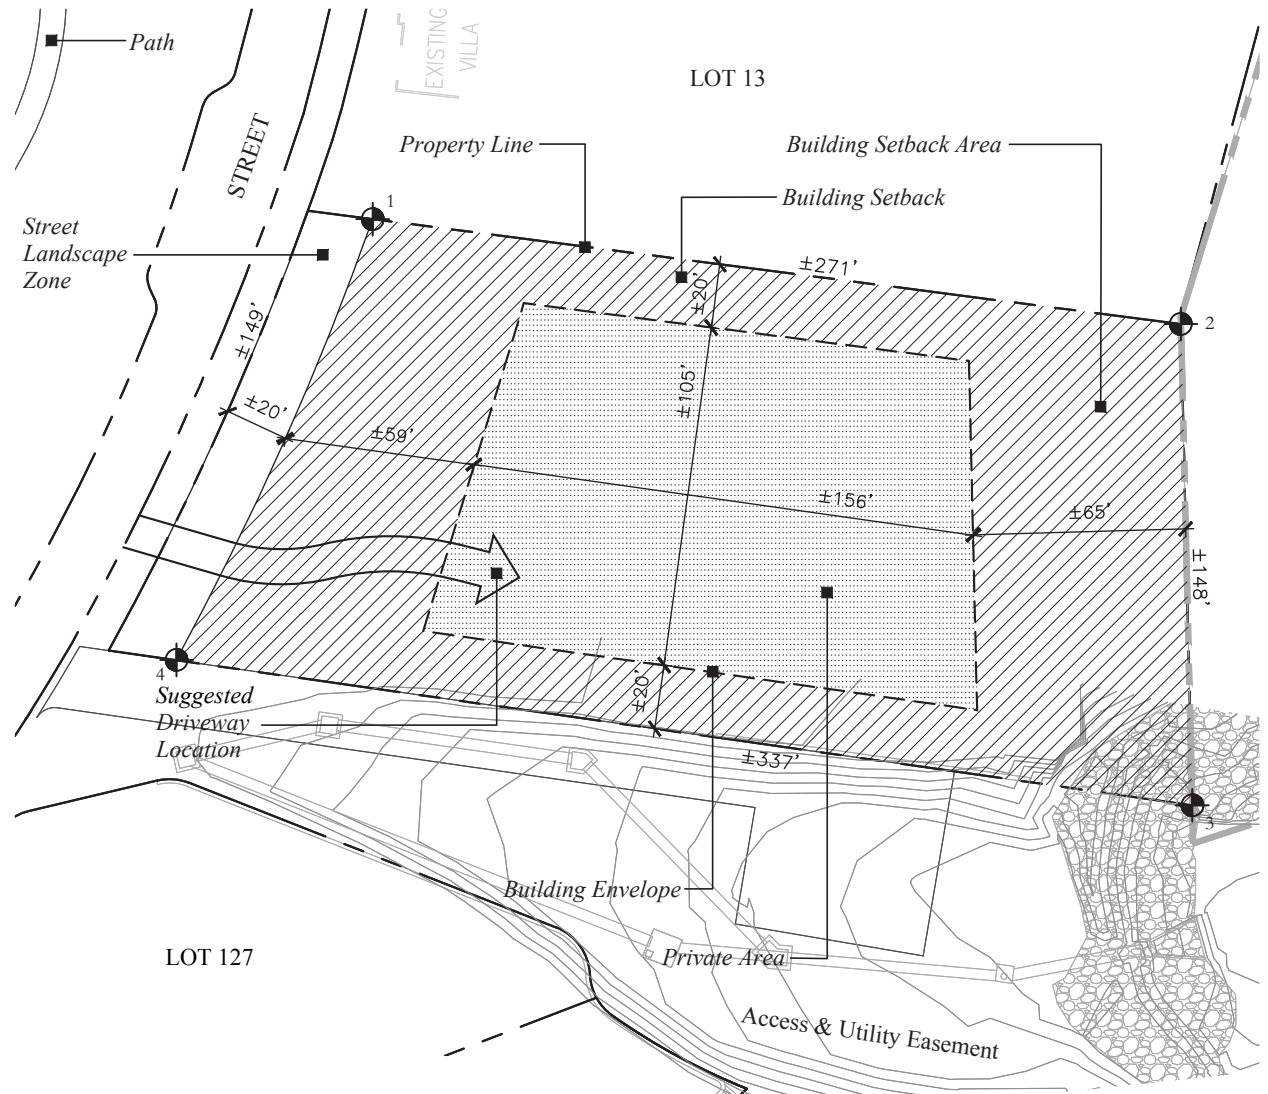 Path
EXISTING
VILLA
LOT 13
STREET
Property Line
Building Setback Area
Building Setback
1
Street
Landscape
Zone
±271’
±20’
2
±149’
±105’
±20’
±59’
±156’
±65’
±148’
4
Suggested
Driveway
Location
±20’
±337’
3
Building Envelope
LOT 127
Private Area
Access & Utility Easement